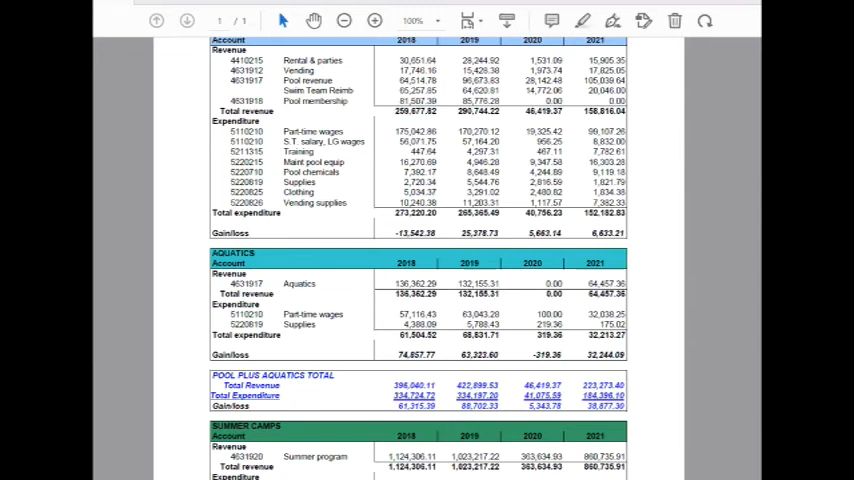 1 / 1 100%
Account 2018 2019 2020 2021
Revenue
4410215 Rental & parties 30,651.64 28,244.92 1,531.09 15,905.35
4631912 Vending 17,746.16 15,428.38 1,973.74 17,825.05
4631917 Pool revenue 64,514.78 96,673.83 28,142.48 105,039.64
Swim Team Reimb 65,257.85 64,620.81 14,772.06 20,046.00
4631918 Pool membership 81,507.39 85,776.28 0.00 0.00
Total revenue 259,677.82 290,744.22 46,419.37 158,816.04
Expenditure
5110210 Part-time wages 175,042.86 170,270.12 19,325.42 99,107.26
5110210 S.T. salary, LG wages 56,071.75 57,164.20 956.25 8,832.00
5211315 Training 447.64 4,297.31 467.11 7,782.61
5220215 Maint pool equip 16,270.69 4,946.28 9,347.58 16,303.28
5220710 Pool chemicals 7,392.17 8,648.49 4,244.89 9,119.18
5220819 Supplies 2,720.34 5,544.76 2,816.59 1,821.79
5220825 Clothing 5,034.37 3,291.02 2,480.82 1,834.38
5220826 Vending supplies 10,240.38 11,203.31 1,117.57 7,382.33
Total expenditure 273,220.20 265,365.49 40,756.23 152,182.83
Gain/loss -13,542.38 25,378.73 5,663.14 6,633.21
AQUATICS
Account 2018 2019 2020 2021
Revenue
4631917 Aquatics 136,362.29 132,155.31 0.00 64,457.36
Total revenue 136,362.29 132,155.31 0.00 64,457.36
Expenditure
5110210 Part-time wages 57,116.43 63,043.28 100.00 32,038.25
5220819 Supplies 4,388.09 5,788.43 219.36 175.02
Total expenditure 61,504.52 68,831.71 319.36 32,213.27
Gain/loss 74,857.77 63,323.60 -319.36 32,244.09
POOL PLUS AQUATICS TOTAL
Total Revenue 396,040.11 422,899.53 46,419.37 223,273.40
Total Expenditure 334,724.72 334,197.20 41,075.59 184,396.10
Gain/loss 61,315.39 88,702.33 5,343.78 38,877.30
SUMMER CAMPS
Account 2018 2019 2020 2021
Revenue
4631920 Summer program 1,124,306.11 1,023,217.22 363,634.93 860,735.91
Total revenue 1,124,306.11 1,023,217.22 363,634.93 860,735.91
Expenditure